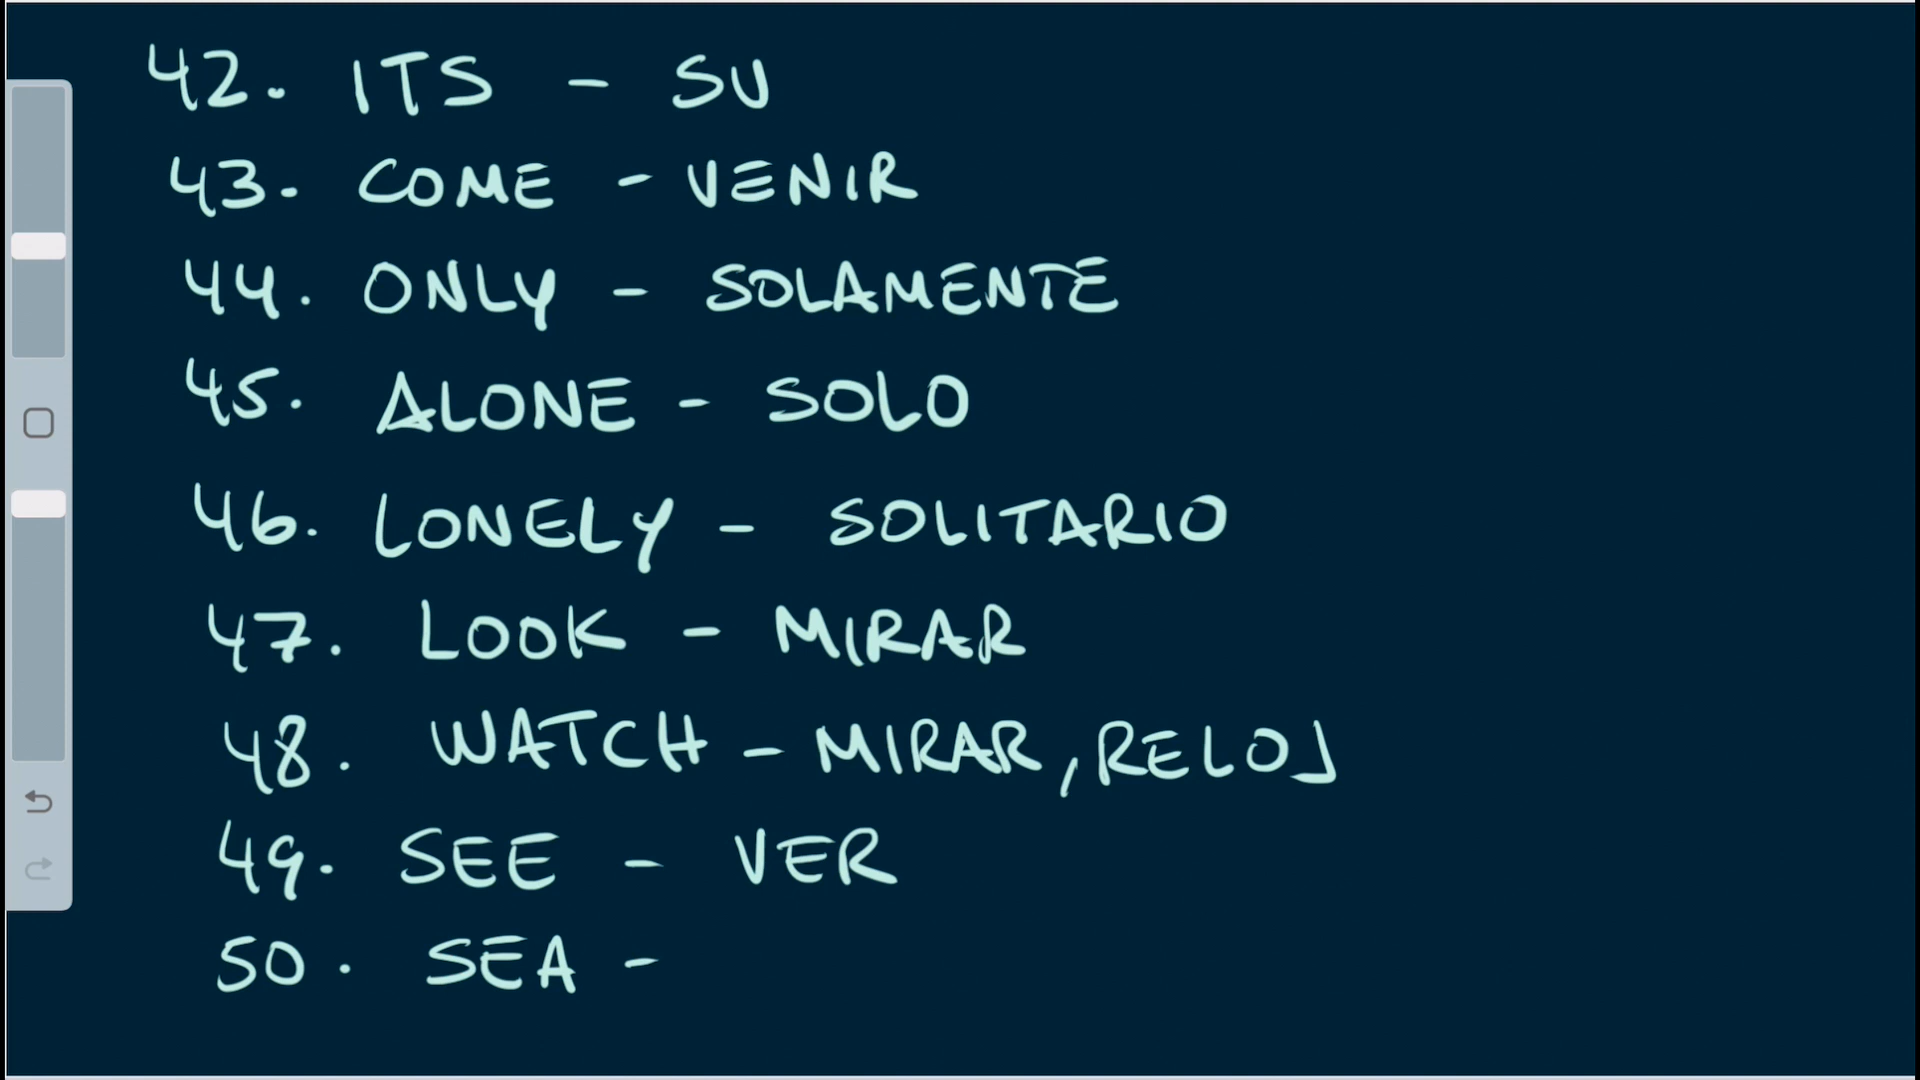 42. ITS - SU
43. COME - VENIR
44. ONLY - SOLAMENTE
45. ALONE - SOLO
46. LONELY - SOLITARIO
47. LOOK - MIRAR
48. WATCH - MIRAR, RELOJ
49. SEE - VER
50. SEA -